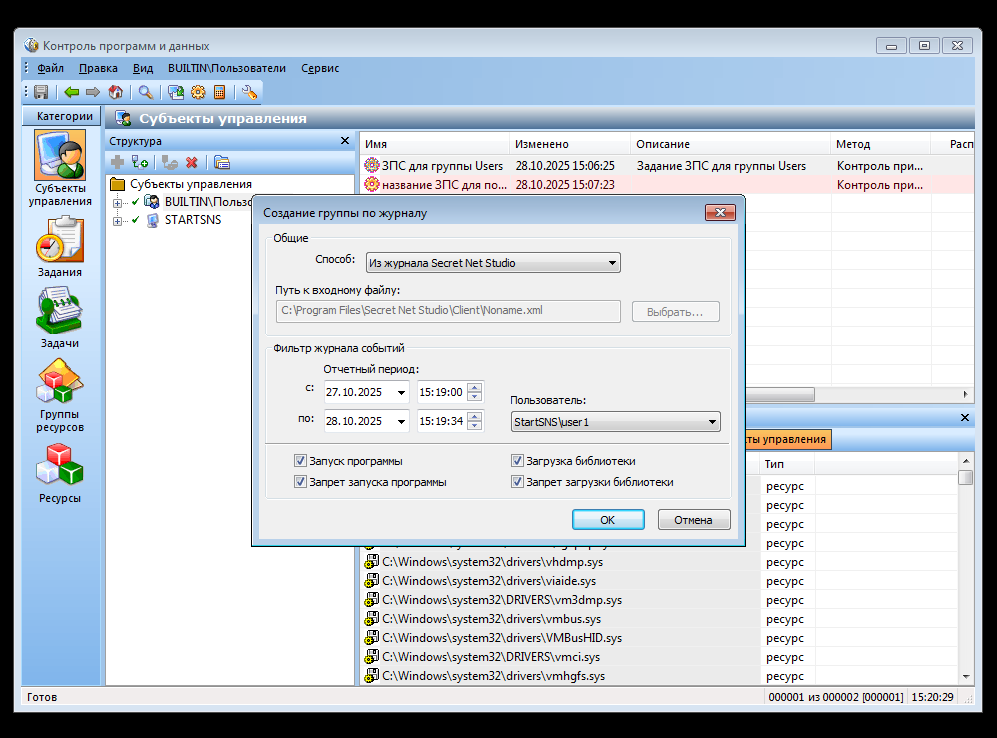 Контроль программ и данных
Файл Правка Вид BUILTIN\Пользователи Сервис
Категории
Субъекты управления
Субъекты управления
Задания
Задачи
Группы ресурсов
Ресурсы
Структура
Субъекты управления
BUILTIN\Пользо
STARTSNS
Имя Изменено Описание Метод Расп
ЗПС для группы Users 28.10.2025 15:06:25 Задание ЗПС для группы Users Контроль при...
название ЗПС для по... 28.10.2025 15:07:23 Контроль при...
Создание группы по журналу
Общие
Способ: Из журнала Secret Net Studio
Путь к входному файлу:
C:\Program Files\Secret Net Studio\Client\Noname.xml Выбрать...
Фильтр журнала событий
Отчетный период:
с: 27.10.2025 15:19:00
Пользователь:
по: 28.10.2025 15:19:34 StartSNS\user1
Запуск программы Загрузка библиотеки
Запрет запуска программы Запрет загрузки библиотеки
OK Отмена
ты управления
Тип
ресурс
ресурс
ресурс
ресурс
C:\Windows\system32\drivers\vhdmp.sys ресурс
C:\Windows\system32\drivers\viaide.sys ресурс
C:\Windows\system32\DRIVERS\vm3dmp.sys ресурс
C:\Windows\system32\drivers\vmbus.sys ресурс
C:\Windows\system32\drivers\VMBusHID.sys ресурс
C:\Windows\system32\DRIVERS\vmci.sys ресурс
C:\Windows\system32\drivers\vmhgfs.sys ресурс
Готов 000001 из 000002 [000001] 15:20:29